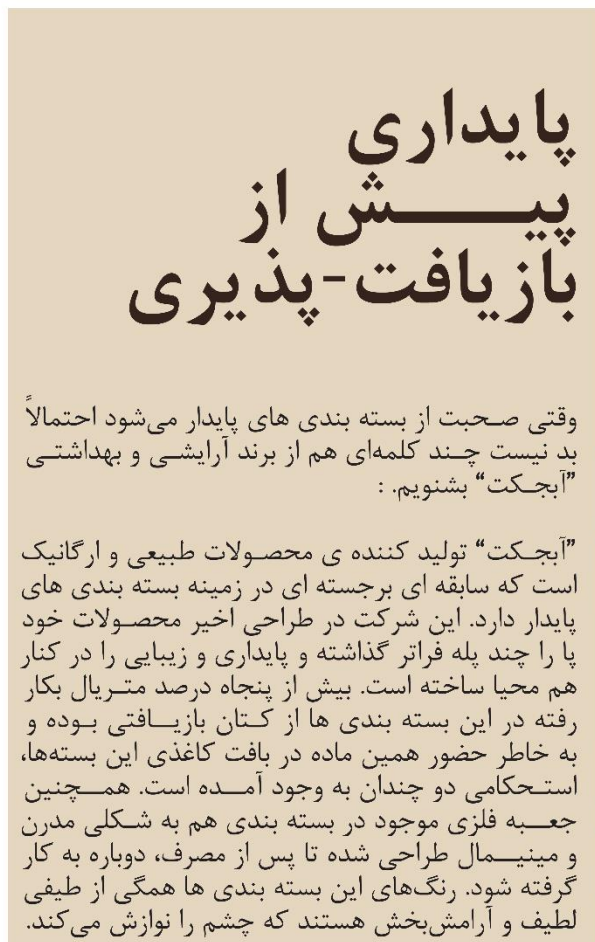 پایداری
پیش از
بازیافت-پذیری
وقتی صحبت از بسته بندی های پایدار می‌شود احتمالاً
بد نیست چند کلمه‌ای هم از برند آرایشی و بهداشتی
”آبجکت“ بشنویم. :
”آبجکت“ تولید کننده ی محصولات طبیعی و ارگانیک
است که سابقه ای برجسته ای در زمینه بسته بندی های
پایدار دارد. این شرکت در طراحی اخیر محصولات خود
پا را چند پله فراتر گذاشته و پایداری و زیبایی را در کنار
هم محیا ساخته است. بیش از پنجاه درصد متریال بکار
رفته در این بسته بندی ها از کتان بازیافتی بوده و
به خاطر حضور همین ماده در بافت کاغذی این بسته‌ها،
استحکامی دو چندان به وجود آمده است. همچنین
جعبه فلزی موجود در بسته بندی هم به شکلی مدرن
و مینیمال طراحی شده تا پس از مصرف، دوباره به کار
گرفته شود. رنگ‌های این بسته بندی ها همگی از طیفی
لطیف و آرامش‌بخش هستند که چشم را نوازش می‌کند.